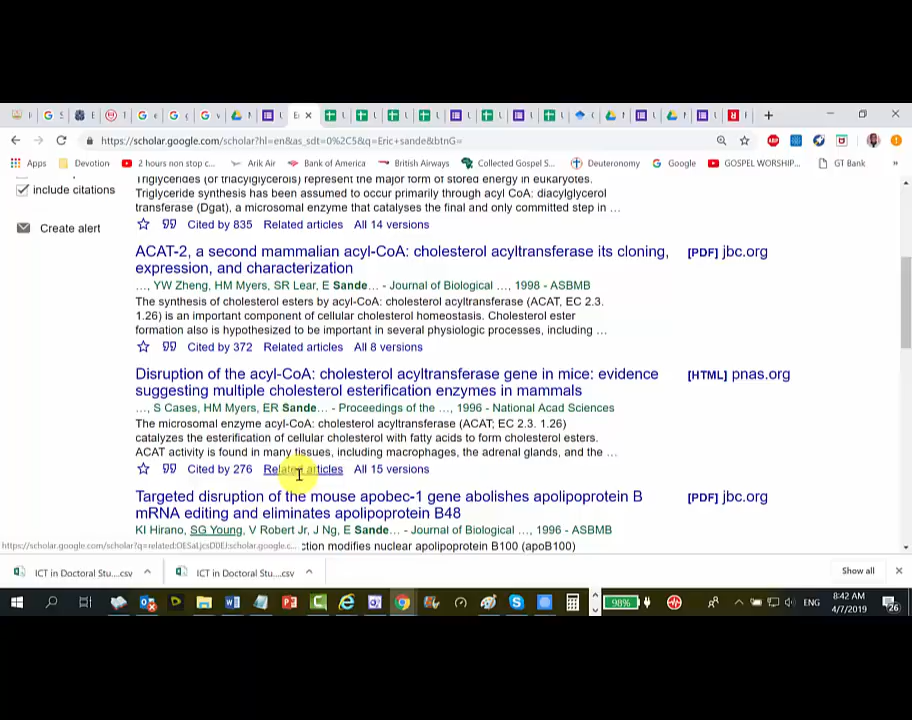 https://scholar.google.com/scholar?hl=en&as_sdt=0%2C5&q=Eric+sande&btnG=
Apps Devotion 2 hours non stop c... Arik Air Bank of America British Airways Collected Gospel S... Deuteronomy Google GOSPEL WORSHIP... GT Bank
include citations
Create alert
Triglycerides (or triacylglycerols) represent the major form of stored energy in eukaryotes.
Triglyceride synthesis has been assumed to occur primarily through acyl CoA: diacylglycerol
transferase (Dgat), a microsomal enzyme that catalyses the final and only committed step in ...
Cited by 835 Related articles All 14 versions
ACAT-2, a second mammalian acyl-CoA: cholesterol acyltransferase its cloning,
expression, and characterization
[PDF] jbc.org
..., YW Zheng, HM Myers, SR Lear, E Sande... - Journal of Biological ..., 1998 - ASBMB
The synthesis of cholesterol esters by acyl-CoA: cholesterol acyltransferase (ACAT, EC 2.3.
1.26) is an important component of cellular cholesterol homeostasis. Cholesterol ester
formation also is hypothesized to be important in several physiologic processes, including ...
Cited by 372 Related articles All 8 versions
Disruption of the acyl-CoA: cholesterol acyltransferase gene in mice: evidence
suggesting multiple cholesterol esterification enzymes in mammals
[HTML] pnas.org
..., S Cases, HM Myers, ER Sande... - Proceedings of the ..., 1996 - National Acad Sciences
The microsomal enzyme acyl-CoA: cholesterol acyltransferase (ACAT; EC 2.3. 1.26)
catalyzes the esterification of cellular cholesterol with fatty acids to form cholesterol esters.
ACAT activity is found in many tissues, including macrophages, the adrenal glands, and the ...
Cited by 276 Related articles All 15 versions
Targeted disruption of the mouse apobec-1 gene abolishes apolipoprotein B
mRNA editing and eliminates apolipoprotein B48
[PDF] jbc.org
KI Hirano, SG Young, V Robert Jr, J Ng, E Sande... - Journal of Biological ..., 1996 - ASBMB
ction modifies nuclear apolipoprotein B100 (apoB100)
ICT in Doctoral Stu....csv
ICT in Doctoral Stu....csv
Show all
98%
ENG
8:42 AM
4/7/2019
26